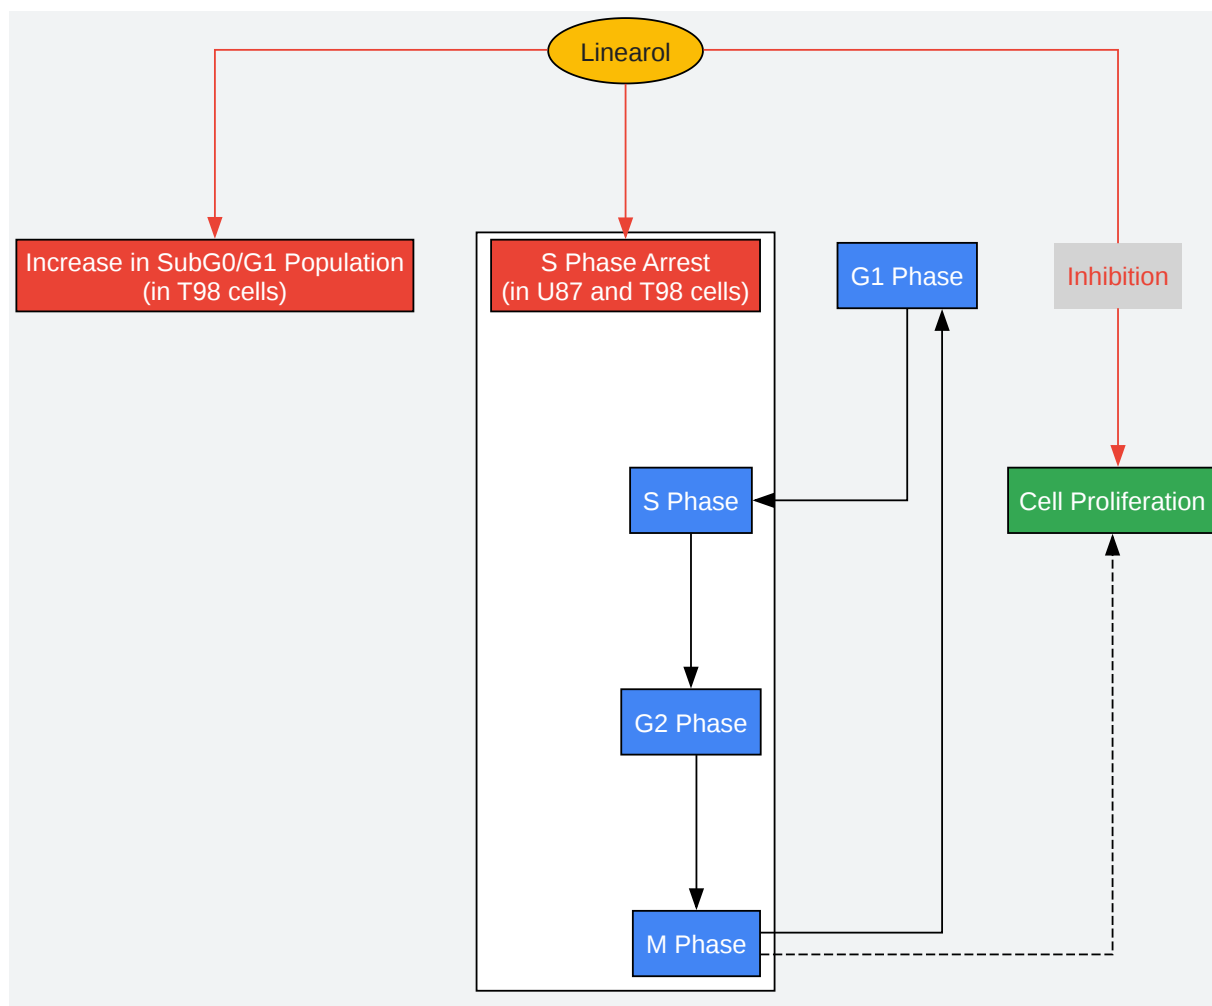 Linearol
Increase in SubG0/G1 Population
(in T98 cells)
S Phase Arrest
(in U87 and T98 cells)
G1 Phase
Inhibition
S Phase
Cell Proliferation
G2 Phase
M Phase